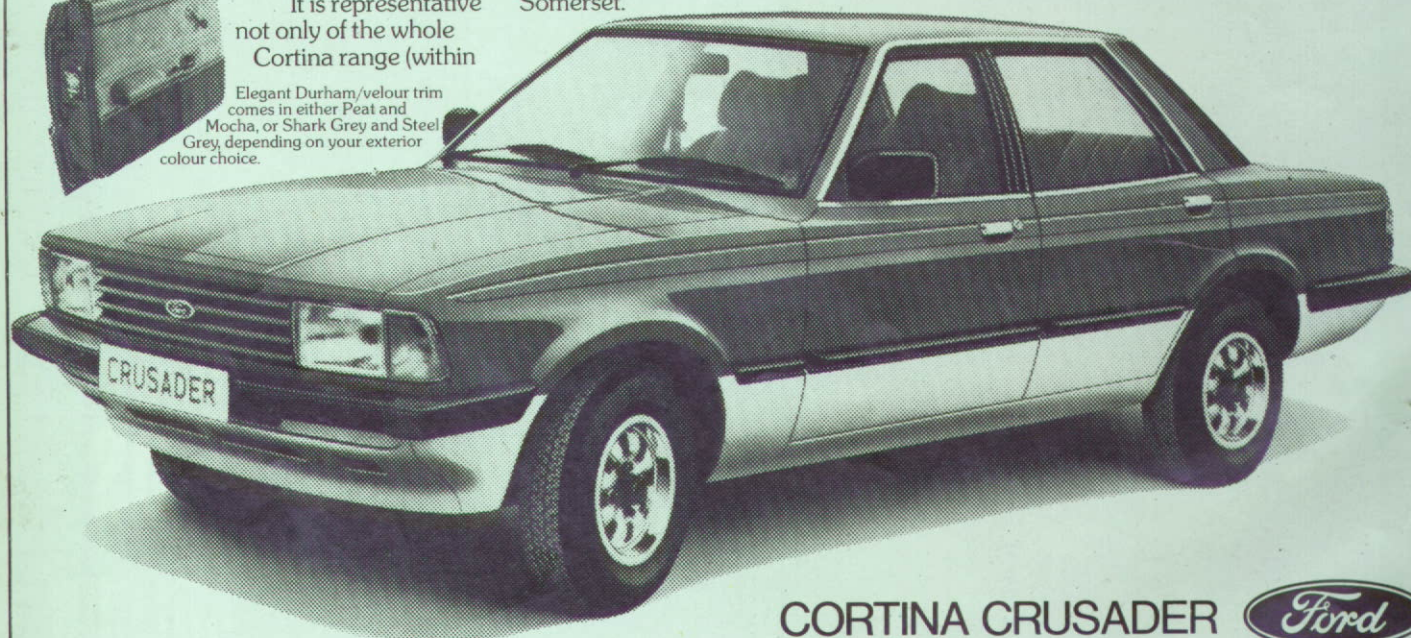 It is representative
not only of the whole
Cortina range (within
Somerset.
Elegant Durham/velour trim
comes in either Peat and
Mocha, or Shark Grey and Steel
Grey, depending on your exterior
colour choice.
CRUSADER
CORTINA CRUSADER
Ford